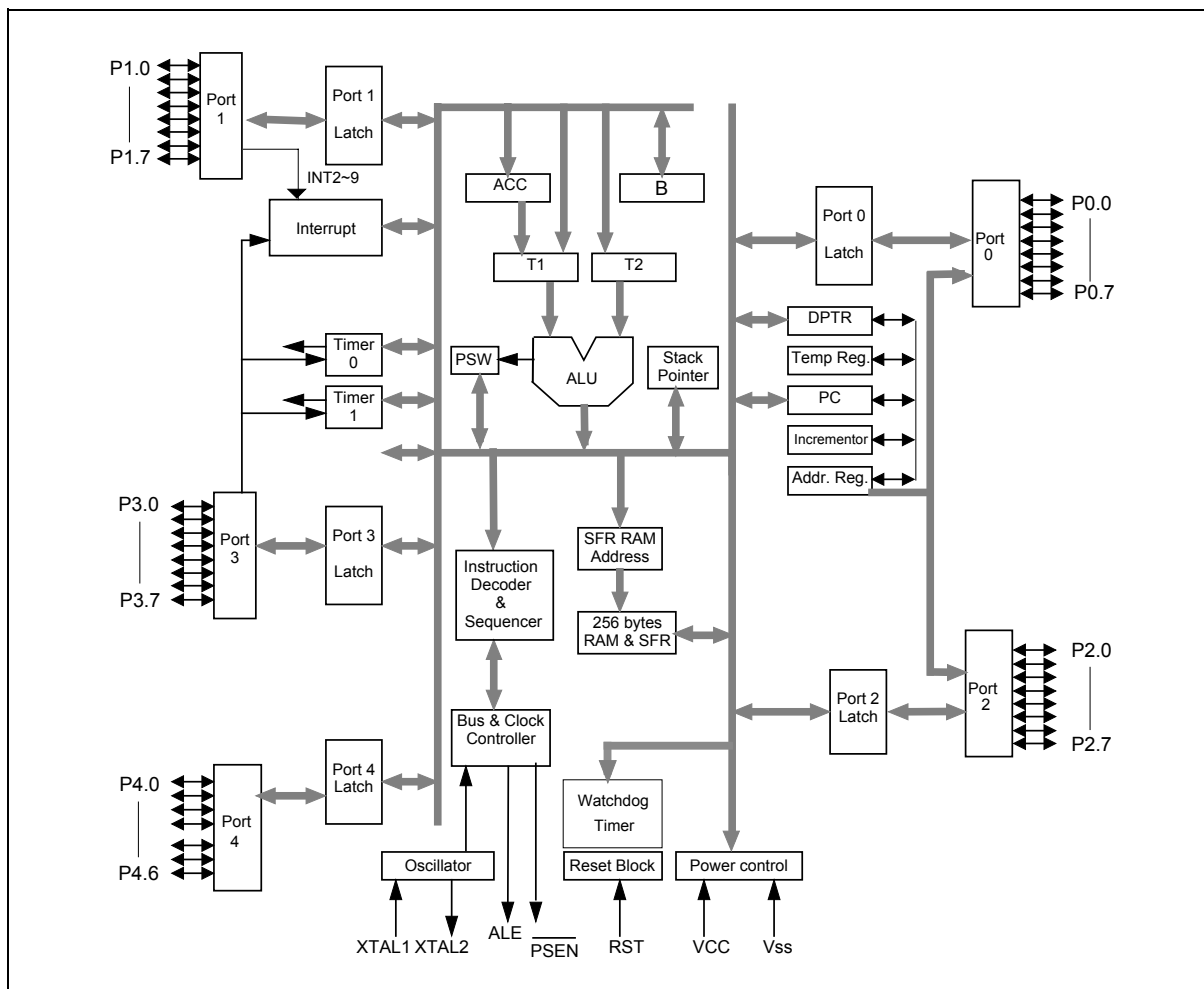 P1.0
P1.7
Port
1
Port 1
Latch
INT2~9
Interrupt
ACC
B
T1
T2
Port 0
Latch
Port
0
P0.0
P0.7
DPTR
Temp Reg.
PC
Incrementor
Addr. Reg.
Timer
0
Timer
1
PSW
ALU
Stack
Pointer
P3.0
P3.7
Port
3
Port 3
Latch
Instruction
Decoder
&
Sequencer
SFR RAM
Address
256 bytes
RAM & SFR
Port 2
Latch
Port
2
P2.0
P2.7
Bus & Clock
Controller
P4.0
P4.6
Port
4
Port 4
Latch
Watchdog
Timer
Oscillator
Reset Block
Power control
XTAL1
XTAL2
ALE
PSEN
RST
VCC
Vss